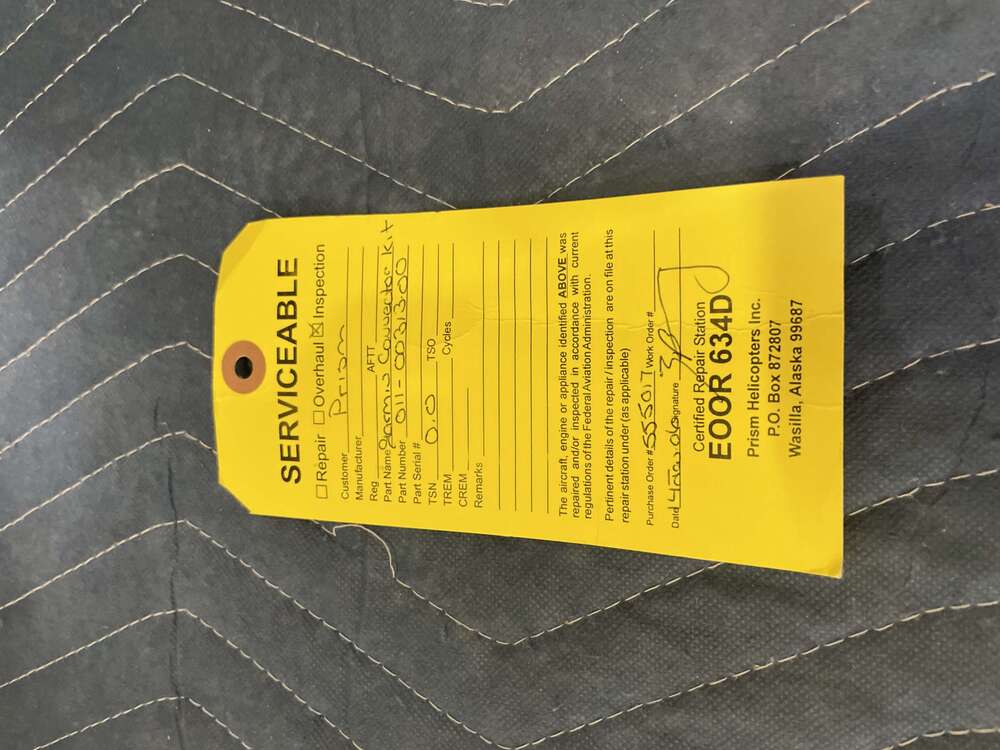 SERVICEABLE
☐ Repair ☐ Overhaul ☒ Inspection
Customer Prism
Manufacturer
Reg AFTT
Part Name Garmin Connector Kit
Part Number 011-00313-00
Part Serial #
TSN 0.0 TSO
TREM Cycles
CREM
Remarks
The aircraft, engine or appliance identified ABOVE was
repaired and/or inspected in accordance with current
regulations of the Federal Aviation Administration.
Pertinent details of the repair / inspection are on file at this
repair station under (as applicable)
Purchase Order # 555017 Work Order #
Date Signature
Certified Repair Station
EOOR 634D
Prism Helicopters Inc.
P.O. Box 872807
Wasilla, Alaska 99687